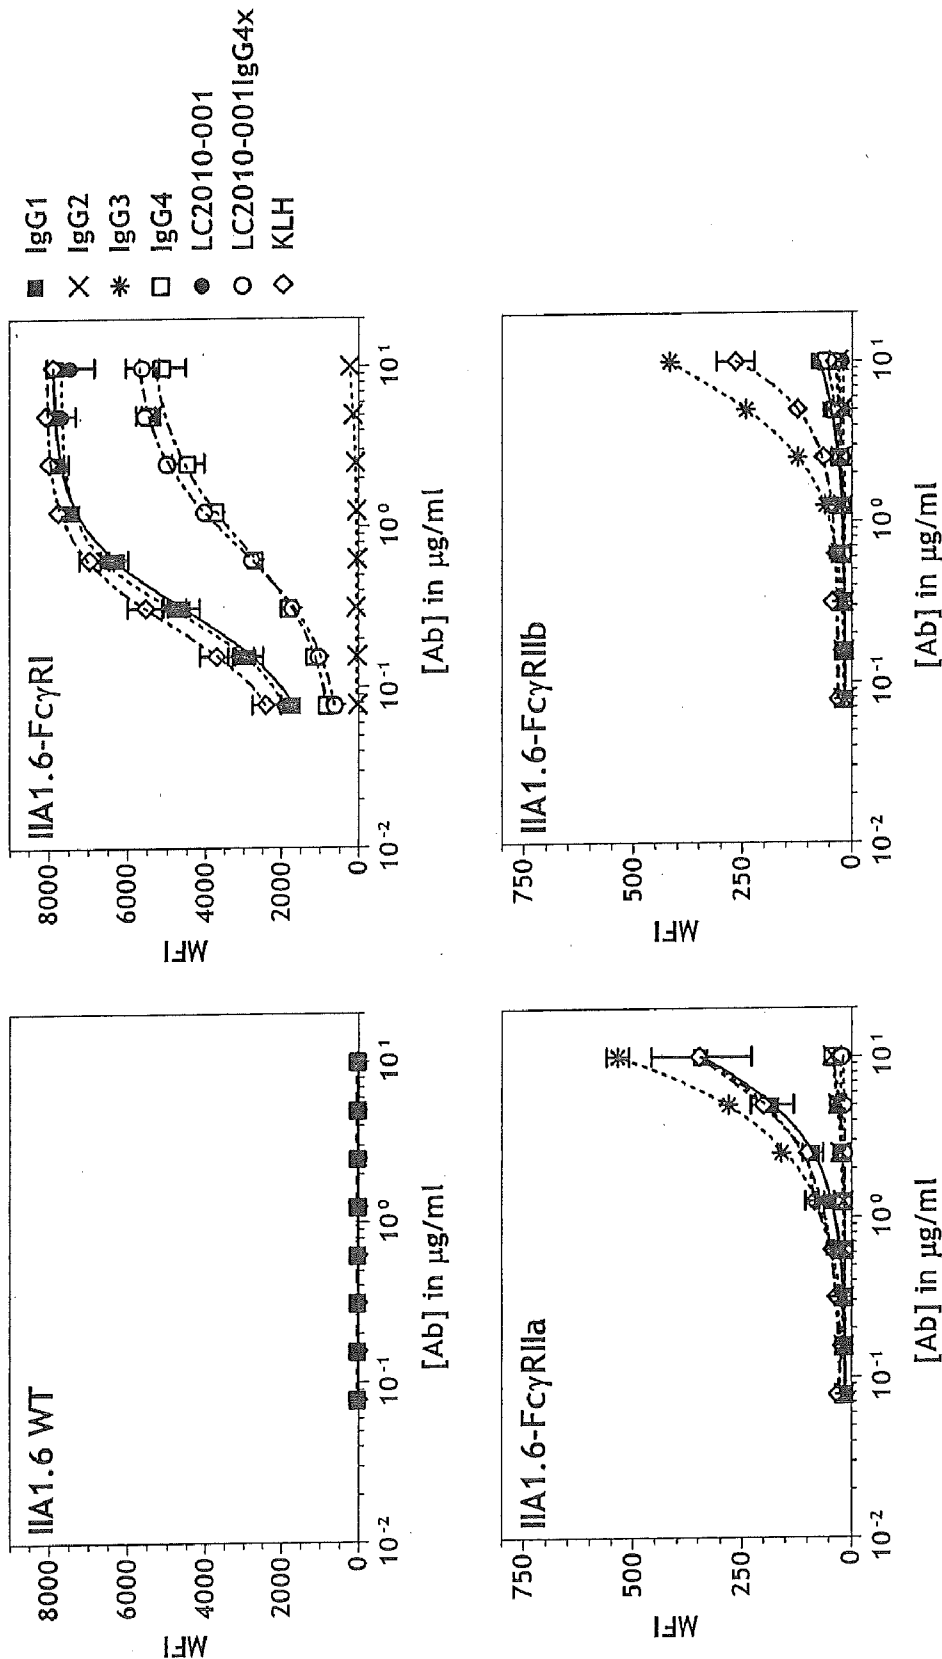 IIA1.6 WT
MFI
8000
6000
4000
2000
0
10⁻²
10⁻¹
10⁰
10¹
[Ab] in µg/ml
IIA1.6-FcγRI
MFI
8000
6000
4000
2000
0
10⁻²
10⁻¹
10⁰
10¹
[Ab] in µg/ml
IgG1
IgG2
IgG3
IgG4
LC2010-001
LC2010-001IgG4x
KLH
IIA1.6-FcγRIIa
MFI
750
500
250
0
10⁻²
10⁻¹
10⁰
10¹
[Ab] in µg/ml
IIA1.6-FcγRIIb
MFI
750
500
250
0
10⁻²
10⁻¹
10⁰
10¹
[Ab] in µg/ml